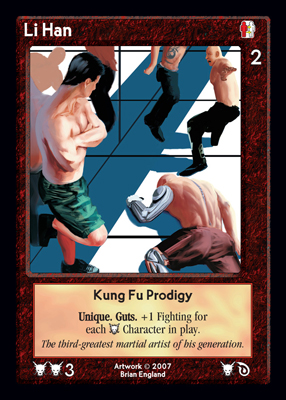 Li Han
2
Kung Fu Prodigy
Unique. Guts. +1 Fighting for
each Character in play.
The third-greatest martial artist of his generation.
3
Artwork © 2007
Brian England